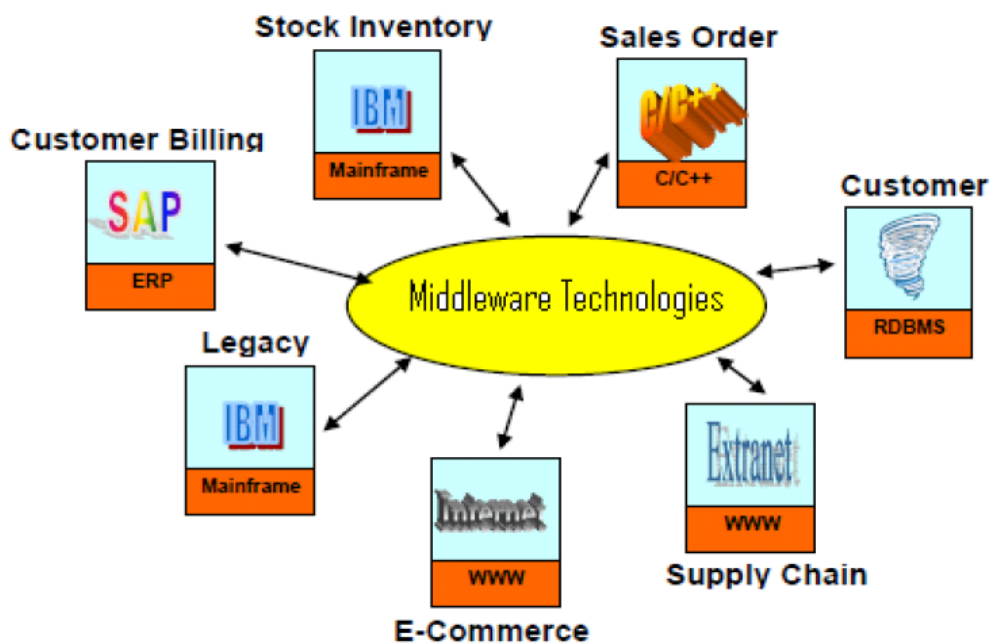 Stock Inventory
IBM
Mainframe
Sales Order
C/C++
C/C++
Customer Billing
SAP
ERP
Customer
RDBMS
Middleware Technologies
Legacy
IBM
Mainframe
Internet
WWW
E-Commerce
Extranet
WWW
Supply Chain